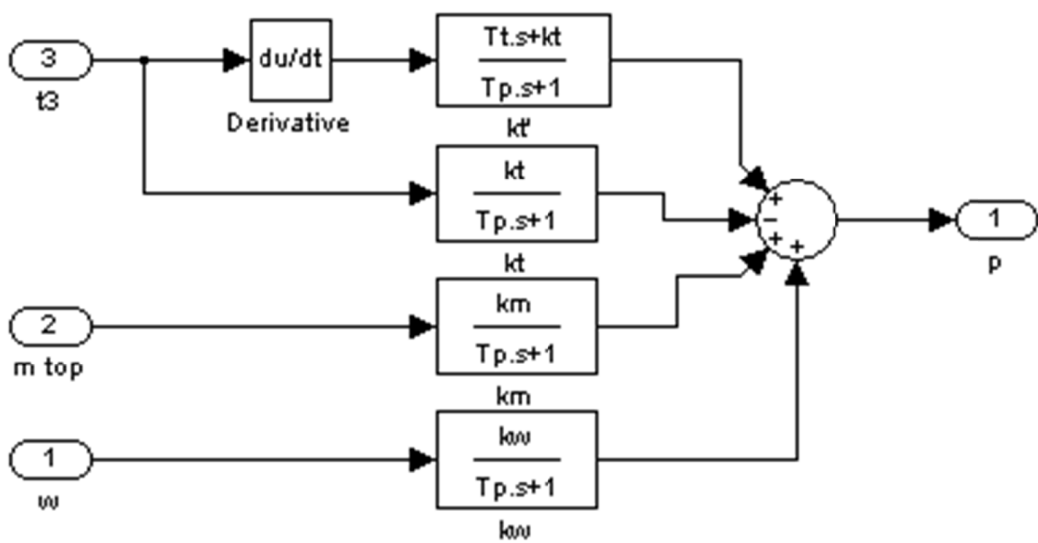 3
t3
du/dt
Derivative
Tt.s+kt
Tp.s+1
kt'
kt
Tp.s+1
kt
2
m top
km
Tp.s+1
km
1
w
kw
Tp.s+1
kw
+
−
+
+
1
p